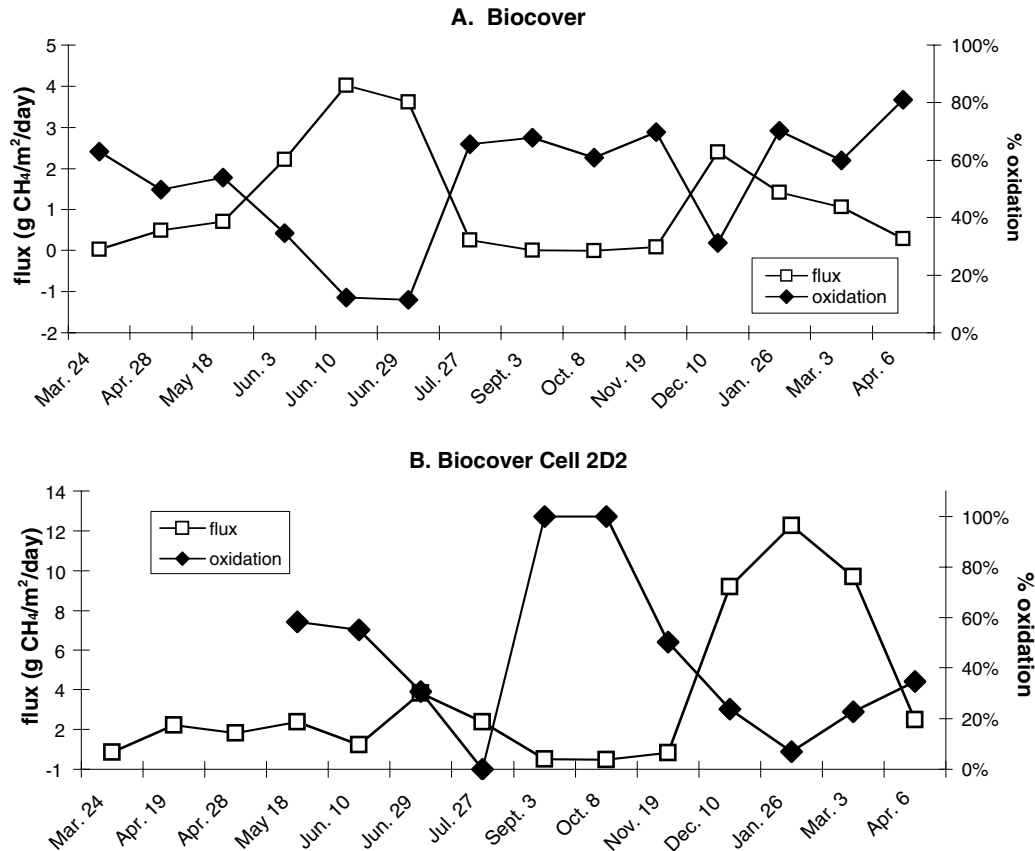 A. Biocover
5
4
3
2
1
0
-1
-2
flux (g CH₄/m²/day)
100%
80%
60%
40%
20%
0%
% oxidation
flux
oxidation
Mar. 24
Apr. 28
May 18
Jun. 3
Jun. 10
Jun. 29
Jul. 27
Sept. 3
Oct. 8
Nov. 19
Dec. 10
Jan. 26
Mar. 3
Apr. 6
B. Biocover Cell 2D2
14
12
10
8
6
4
2
-1
flux (g CH₄/m²/day)
flux
oxidation
100%
80%
60%
40%
20%
0%
% oxidation
Mar. 24
Apr. 19
Apr. 28
May 18
Jun. 10
Jun. 29
Jul. 27
Sept. 3
Oct. 8
Nov. 19
Dec. 10
Jan. 26
Mar. 3
Apr. 6